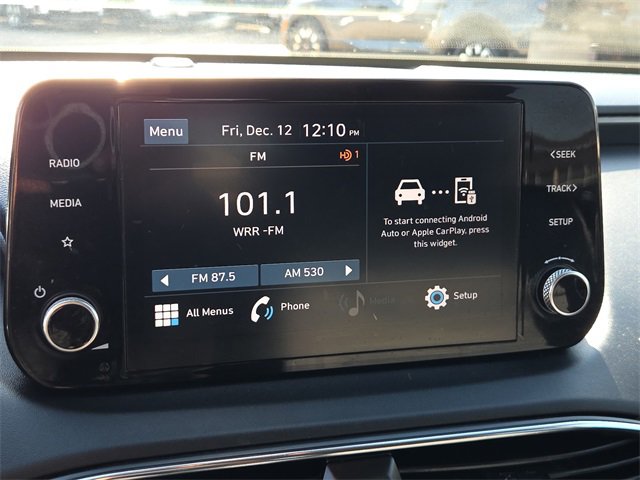 Menu
Fri, Dec. 12 12:10 PM
FM HD 1
101.1
WRR -FM
FM 87.5
AM 530
To start connecting Android
Auto or Apple CarPlay, press
this widget.
All Menus
Phone
Media
Setup
RADIO
MEDIA
SEEK
TRACK
SETUP